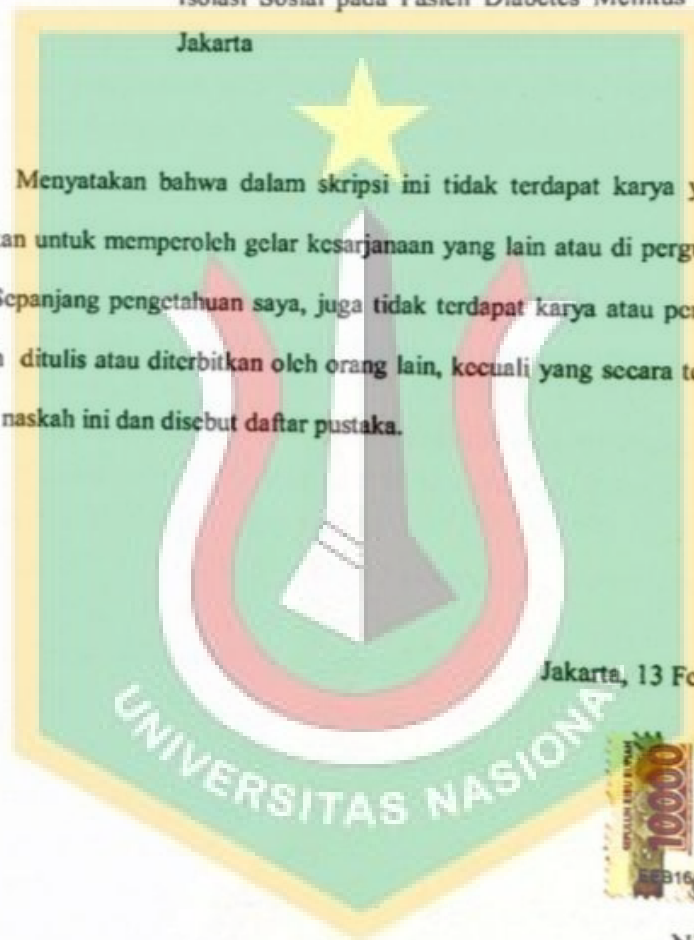 Isolasi Sosial pada Pasien Diabetes
Jakarta
Menyatakan bahwa dalam skripsi ini tidak terdapat karya
an untuk memperoleh gelar kesarjanaan yang lain atau di
Sepanjang pengetahuan saya, juga tidak terdapat karya atau
ditulis atau diterbitkan oleh orang lain, kecuali yang secara
naskah ini dan disebut daftar pustaka.
Jakarta, 13
UNIVERSITAS NASIONAL
10000